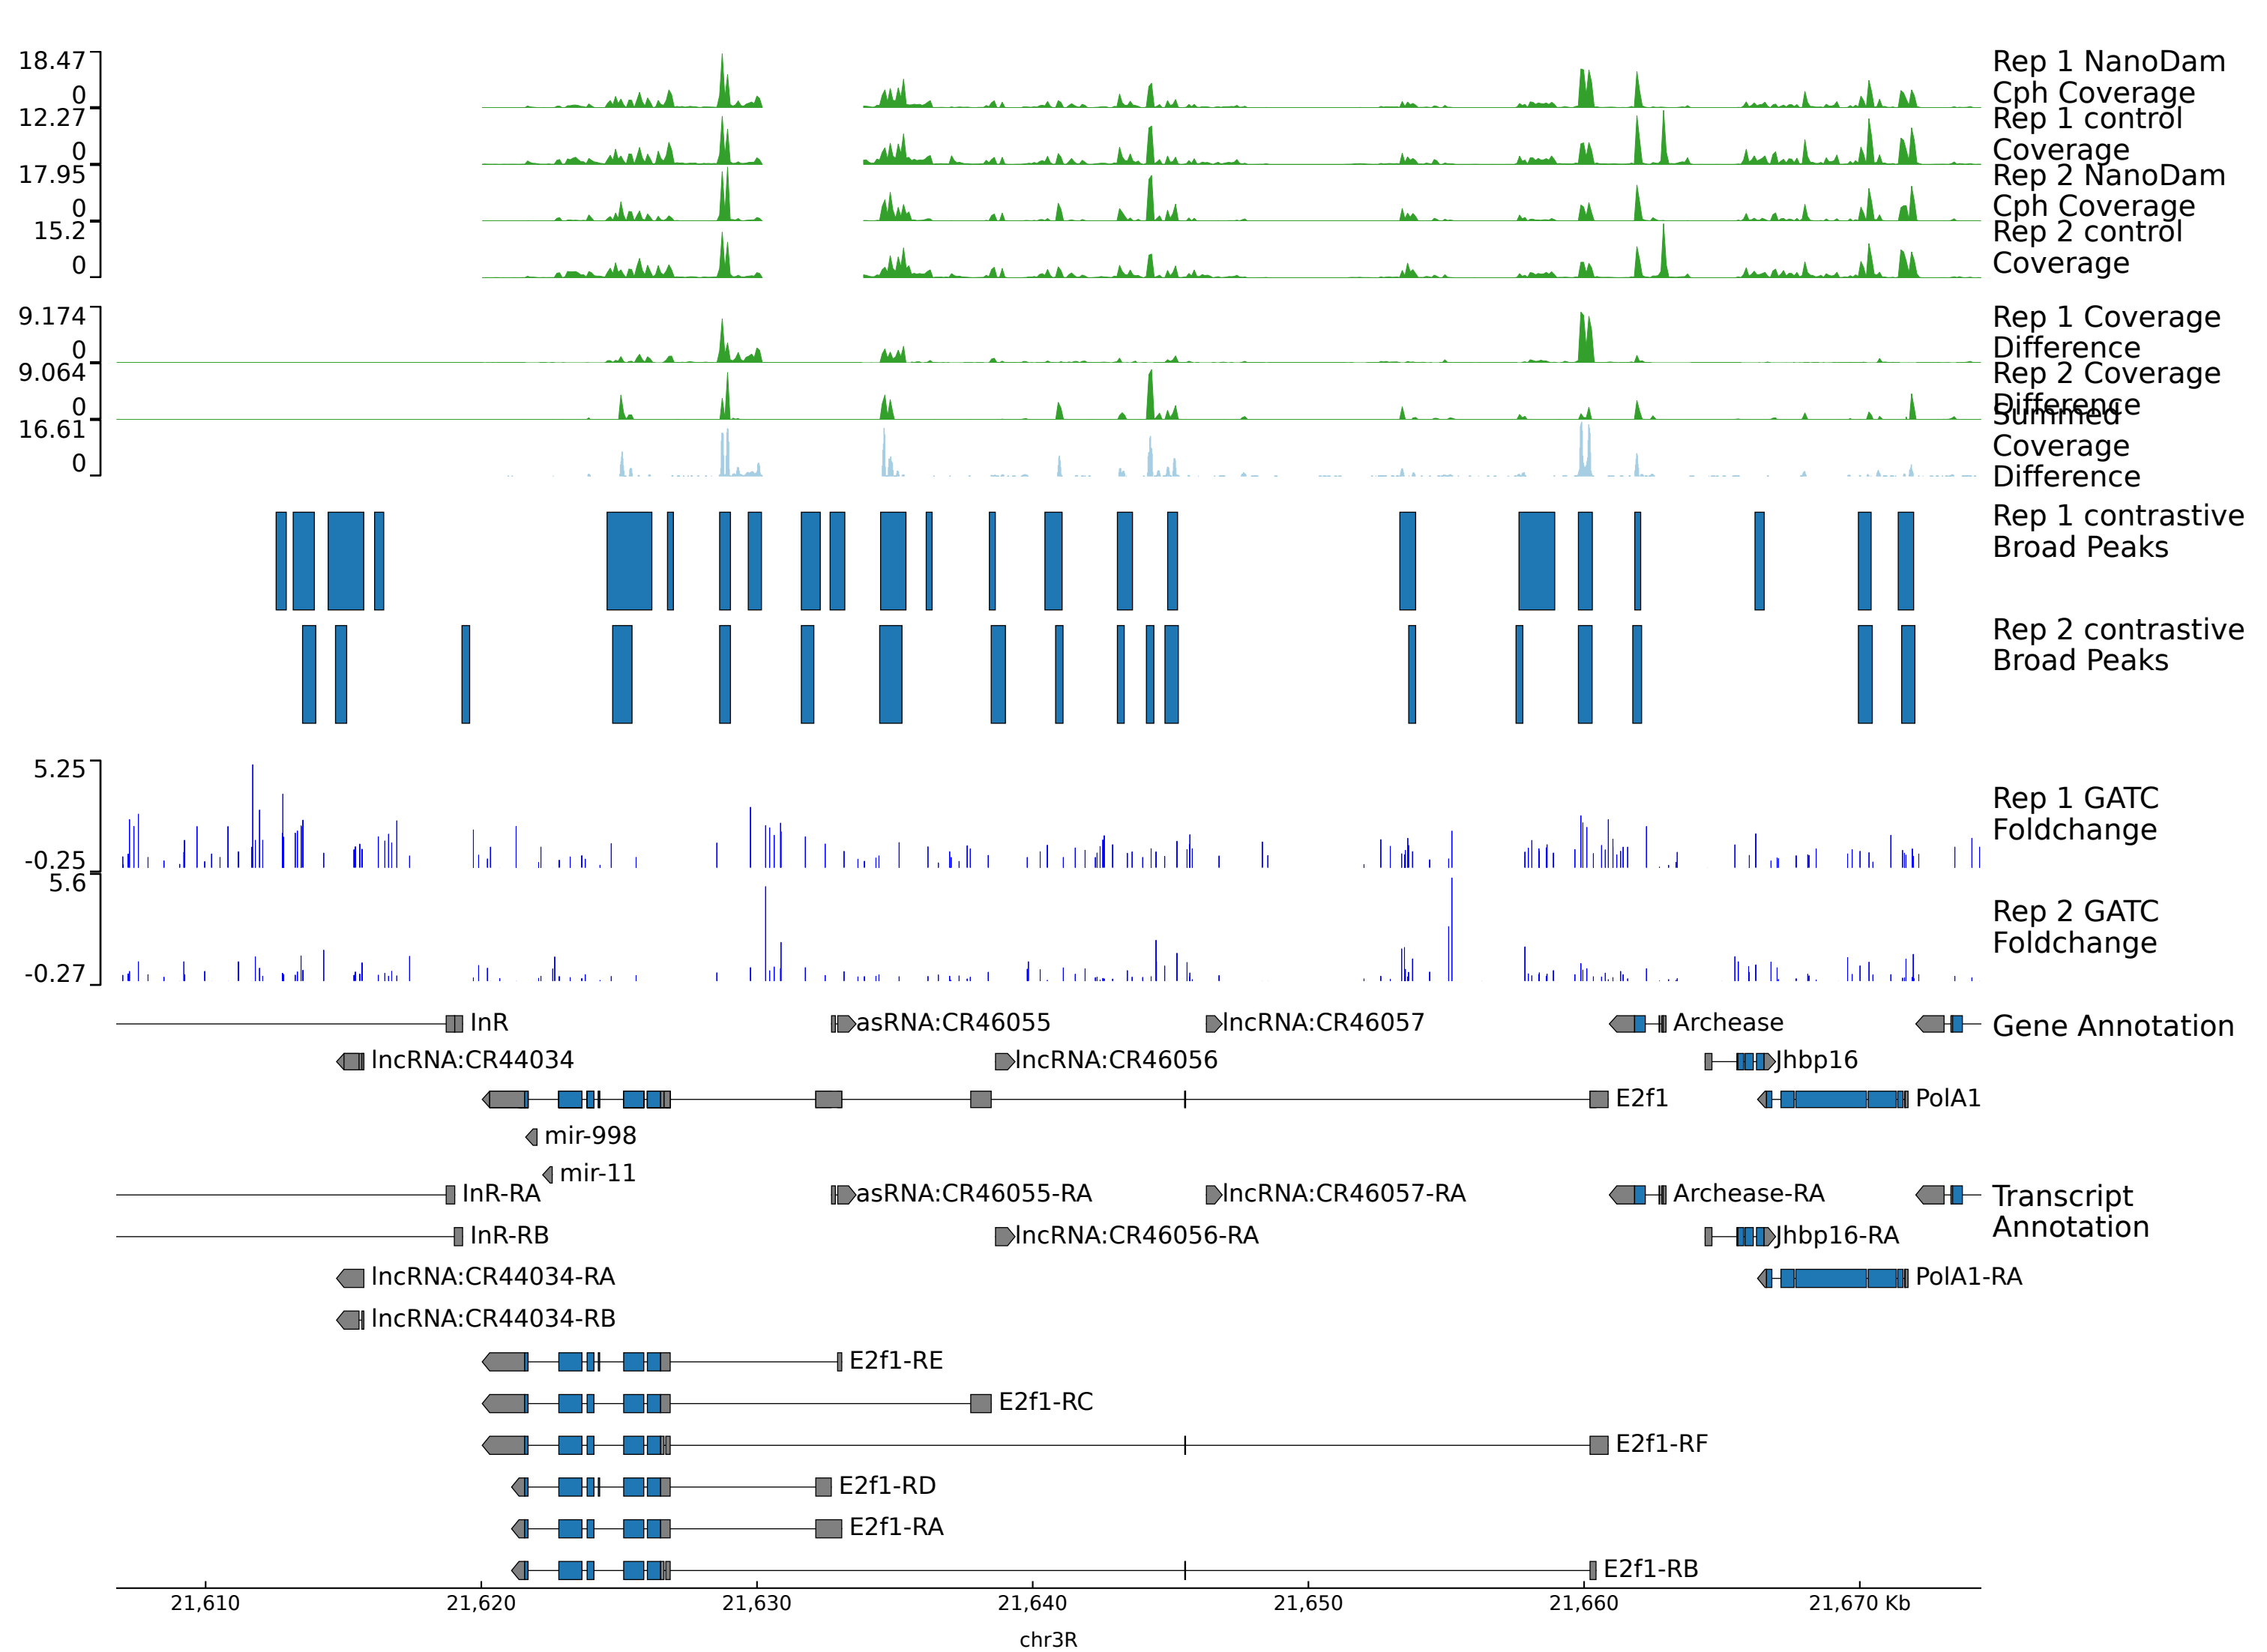 18.47
0
Rep 1 NanoDam
Cph Coverage
12.27
0
Rep 1 control
Coverage
17.95
0
Rep 2 NanoDam
Cph Coverage
15.2
0
Rep 2 control
Coverage
9.174
0
Rep 1 Coverage
Difference
9.064
0
Rep 2 Coverage
Difference
16.61
0
Summed
Coverage
Difference
Rep 1 contrastive
Broad Peaks
Rep 2 contrastive
Broad Peaks
5.25
-0.25
Rep 1 GATC
Foldchange
5.6
-0.27
Rep 2 GATC
Foldchange
InR asRNA:CR46055 lncRNA:CR46057 Archease
Gene Annotation
lncRNA:CR44034 lncRNA:CR46056 Jhbp16
E2f1 PolA1
mir-998
mir-11
InR-RA asRNA:CR46055-RA lncRNA:CR46057-RA Archease-RA
Transcript
Annotation
InR-RB lncRNA:CR46056-RA Jhbp16-RA
lncRNA:CR44034-RA PolA1-RA
lncRNA:CR44034-RB
E2f1-RE
E2f1-RC
E2f1-RF
E2f1-RD
E2f1-RA
E2f1-RB
21,610 21,620 21,630 21,640 21,650 21,660 21,670 Kb
chr3R